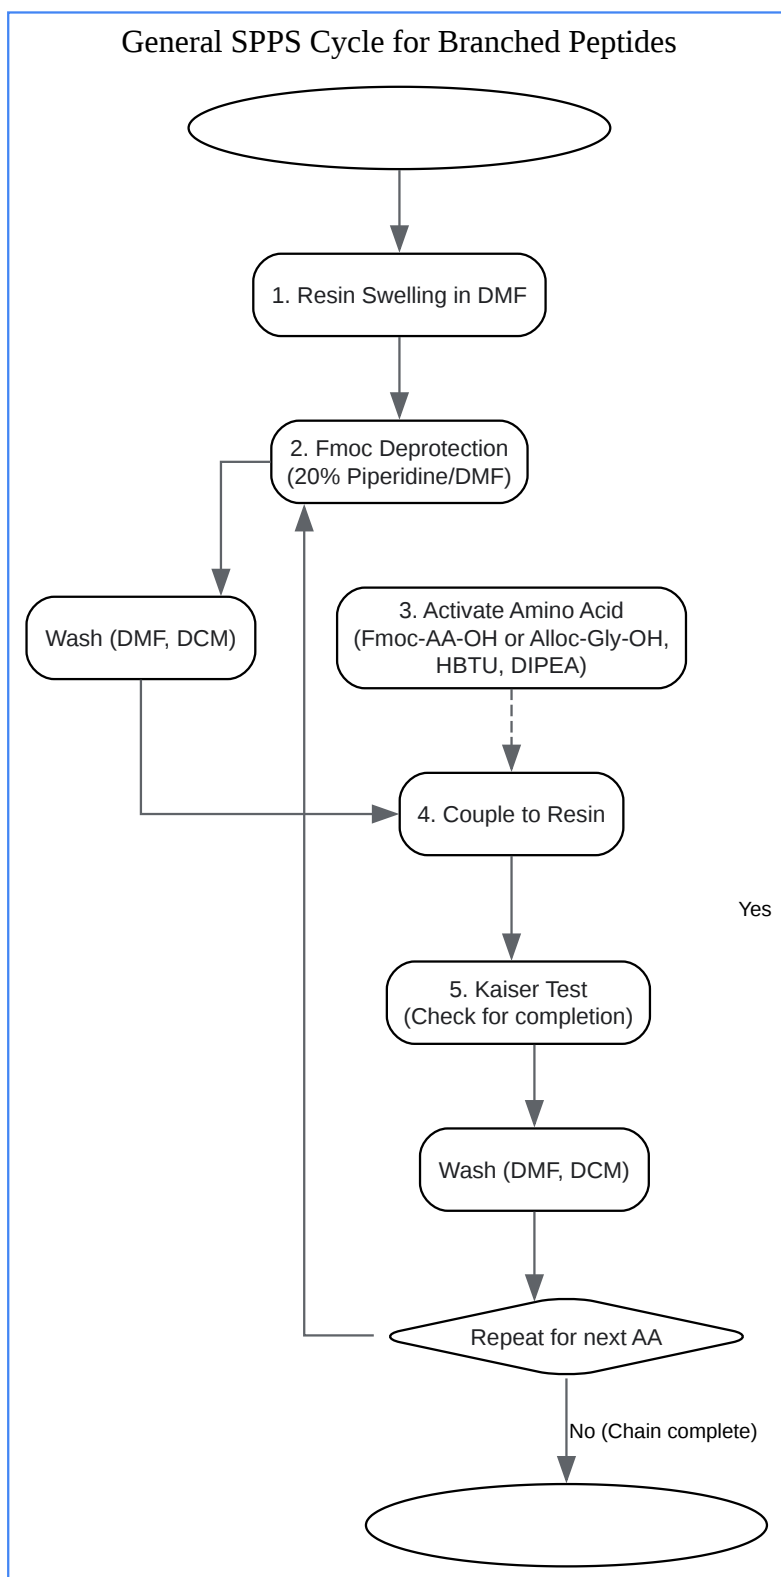 General SPPS Cycle for Branched Peptides
1. Resin Swelling in DMF
2. Fmoc Deprotection
(20% Piperidine/DMF)
Wash (DMF, DCM)
3. Activate Amino Acid
(Fmoc-AA-OH or Alloc-Gly-OH,
HBTU, DIPEA)
4. Couple to Resin
Yes
5. Kaiser Test
(Check for completion)
Wash (DMF, DCM)
Repeat for next AA
No (Chain complete)